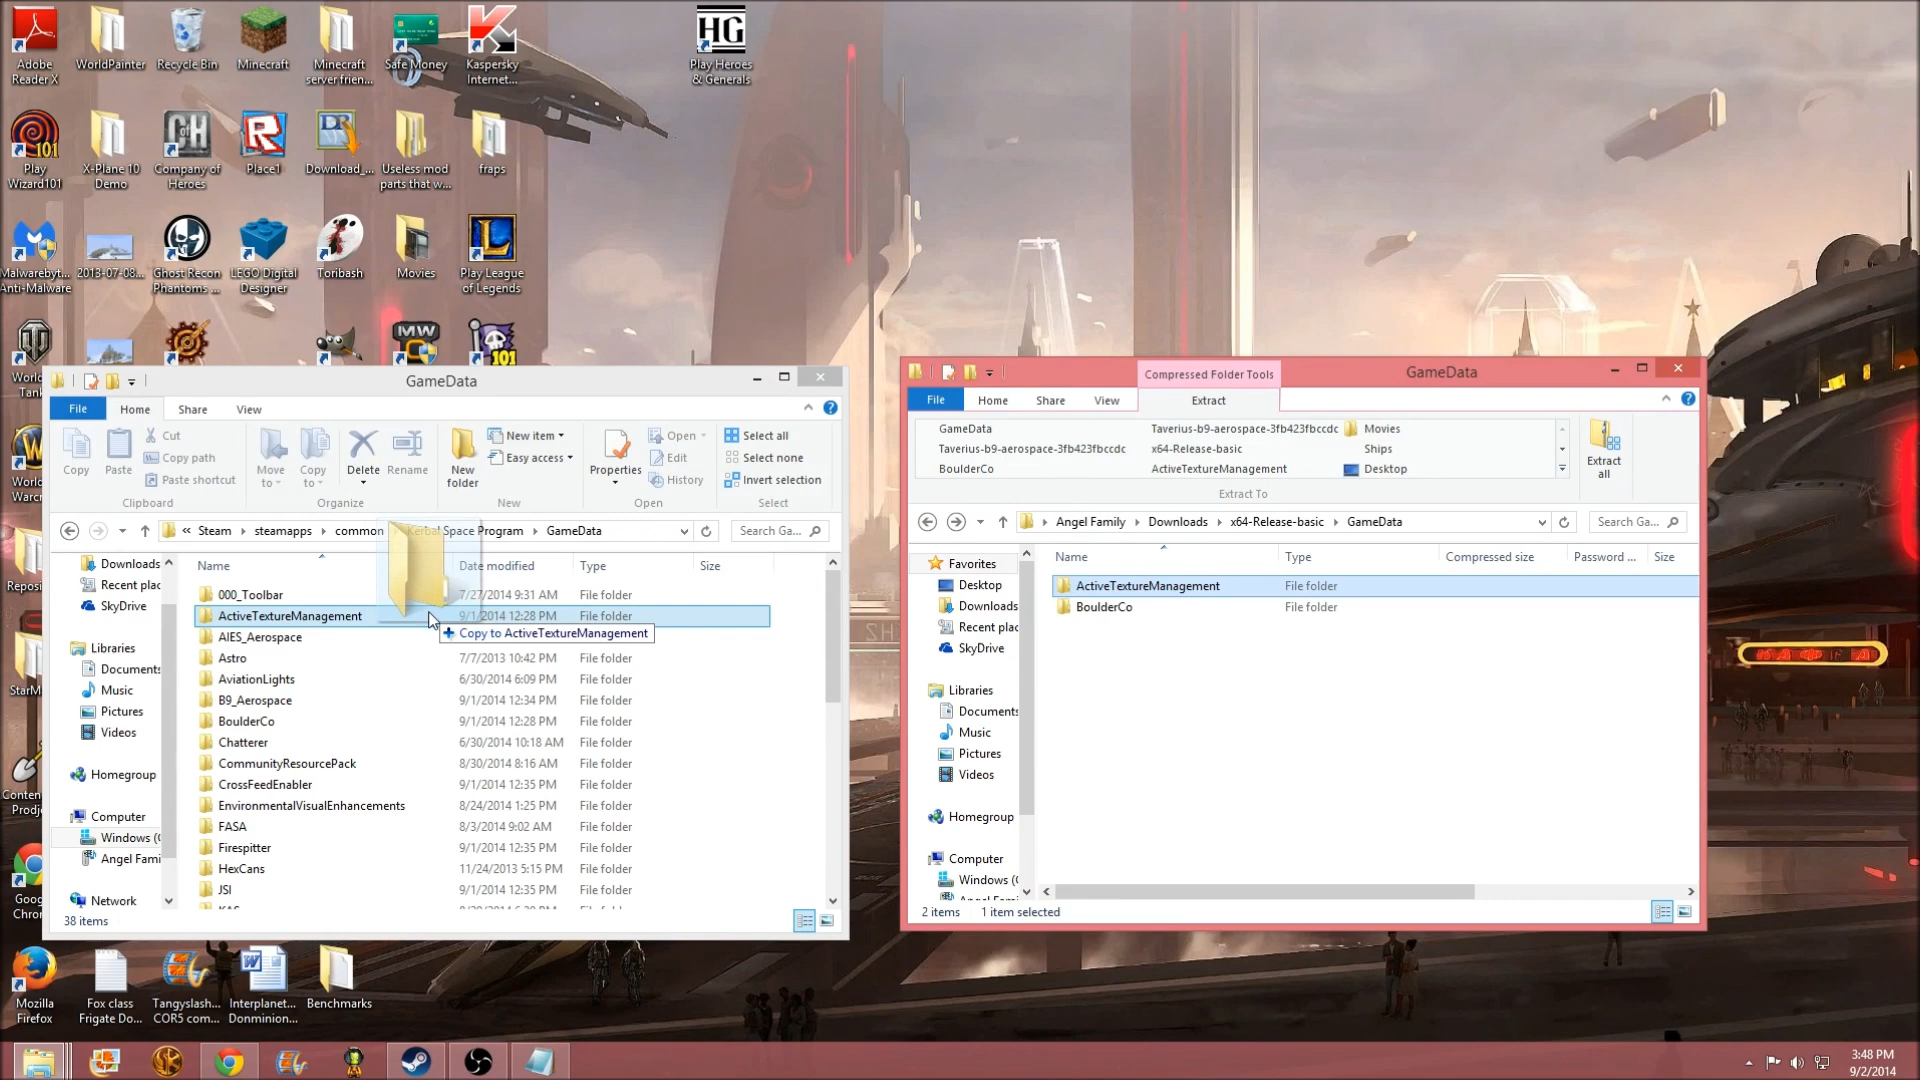 Adobe
Reader X
WorldPainter
Recycle Bin
Minecraft
Minecraft
server frien...
Safe Money
Kaspersky
Internet...
HG
Play Heroes
& Generals
101
Play
Wizard101
X-Plane 10
Demo
C of H
Company of
Heroes
Place1
Download_...
Useless mod
parts that w...
fraps
Malwarebyt...
Anti-Malware
2013-07-08...
Ghost Recon
Phantoms ...
LEGO Digital
Designer
Toribash
Movies
L
Play League
of Legends
MW
101
GameData
File
Home
Share
View
Copy
Paste
Cut
Copy path
Paste shortcut
Clipboard
Move
to
Copy
to
Delete
Rename
Organize
New
folder
New item
Easy access
New
Properties
Open
Edit
History
Open
Select all
Select none
Invert selection
Select
« Steam
steamapps
common
Kerbal Space Program
GameData
Search Ga...
Downloads
Recent plac
SkyDrive
Libraries
Documents
Music
Pictures
Videos
Homegroup
Computer
Windows (C
Angel Fami
Network
Name Date modified Type Size
000_Toolbar 7/27/2014 9:31 AM File folder
ActiveTextureManagement 9/1/2014 12:28 PM File folder
Copy to ActiveTextureManagement
AIES_Aerospace
Astro 7/7/2013 10:42 PM File folder
AviationLights 6/30/2014 6:09 PM File folder
B9_Aerospace 9/1/2014 12:34 PM File folder
BoulderCo 9/1/2014 12:28 PM File folder
Chatterer 6/30/2014 10:18 AM File folder
CommunityResourcePack 8/30/2014 8:16 AM File folder
CrossFeedEnabler 9/1/2014 12:35 PM File folder
EnvironmentalVisualEnhancements 8/24/2014 1:25 PM File folder
FASA 8/3/2014 9:02 AM File folder
Firespitter 9/1/2014 12:35 PM File folder
HexCans 11/24/2013 5:15 PM File folder
JSI 9/1/2014 12:35 PM File folder
38 items
Compressed Folder Tools
GameData
File
Home
Share
View
Extract
GameData
Taverius-b9-aerospace-3fb423fbccdc
BoulderCo
Taverius-b9-aerospace-3fb423fbccdc
x64-Release-basic
ActiveTextureManagement
Movies
Ships
Desktop
Extract To
Extract
all
Angel Family
Downloads
x64-Release-basic
GameData
Search Ga...
Favorites
Desktop
Downloads
Recent plac
SkyDrive
Libraries
Documents
Music
Pictures
Videos
Homegroup
Computer
Windows (C
Name Type Compressed size Password ... Size
ActiveTextureManagement File folder
BoulderCo File folder
2 items 1 item selected
Mozilla
Firefox
Fox class
Frigate Do...
Tangyslash...
COR5 com...
Interplanet...
Donminion...
Benchmarks
3:48 PM
9/2/2014